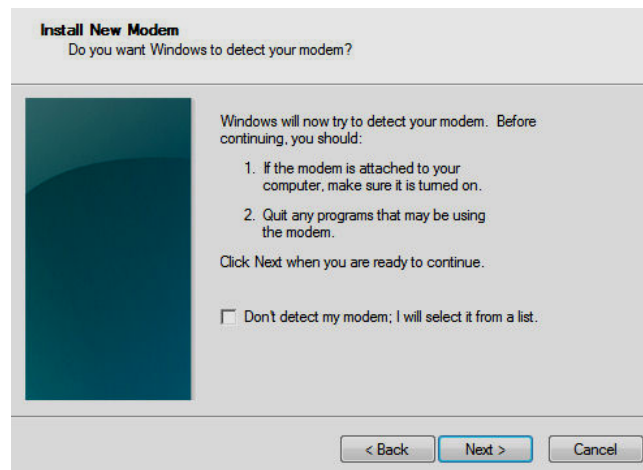 Install New Modem
Do you want Windows to detect your modem?
Windows will now try to detect your modem. Before
continuing, you should:
1. If the modem is attached to your
computer, make sure it is turned on.
2. Quit any programs that may be using
the modem.
Click Next when you are ready to continue.
Don't detect my modem; I will select it from a list.
< Back Next > Cancel